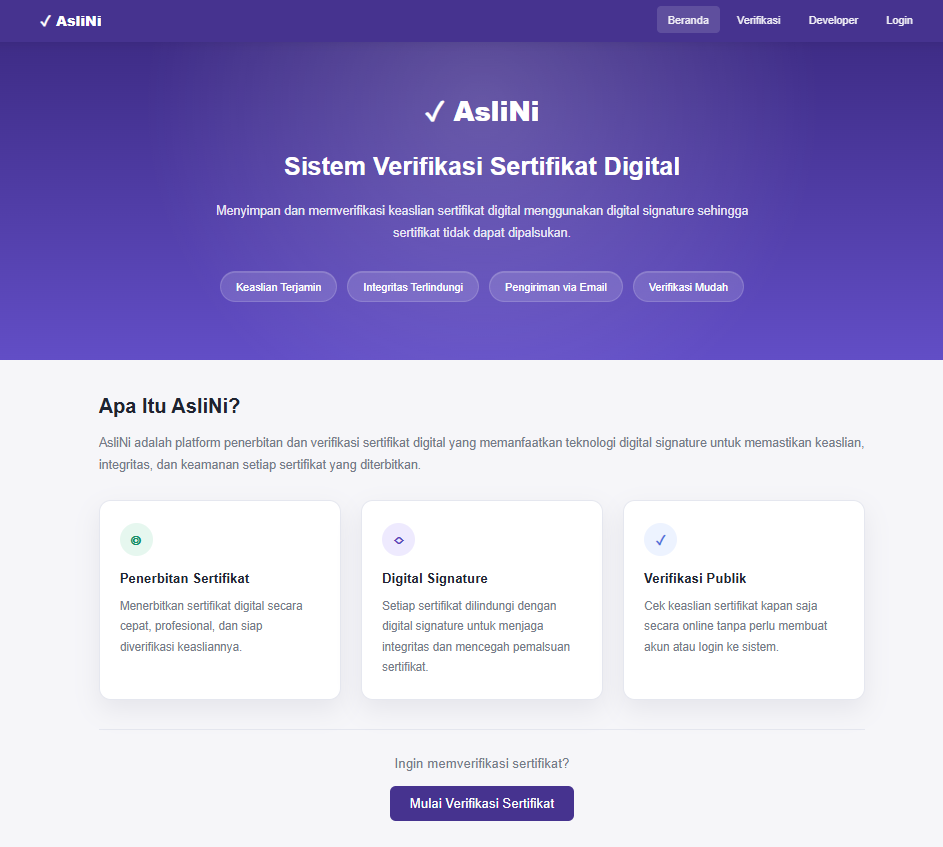 ✓ AsliNi
Beranda Verifikasi Developer Login
✓ AsliNi
Sistem Verifikasi Sertifikat Digital
Menyimpan dan memverifikasi keaslian sertifikat digital menggunakan digital signature sehingga
sertifikat tidak dapat dipalsukan.
Keaslian Terjamin
Integritas Terlindungi
Pengiriman via Email
Verifikasi Mudah
Apa Itu AsliNi?
AsliNi adalah platform penerbitan dan verifikasi sertifikat digital yang memanfaatkan teknologi digital signature untuk memastikan keaslian,
integritas, dan keamanan setiap sertifikat yang diterbitkan.
Penerbitan Sertifikat
Menerbitkan sertifikat digital secara
cepat, profesional, dan siap
diverifikasi keasliannya.
Digital Signature
Setiap sertifikat dilindungi dengan
digital signature untuk menjaga
integritas dan mencegah pemalsuan
sertifikat.
Verifikasi Publik
Cek keaslian sertifikat kapan saja
secara online tanpa perlu membuat
akun atau login ke sistem.
Ingin memverifikasi sertifikat?
Mulai Verifikasi Sertifikat